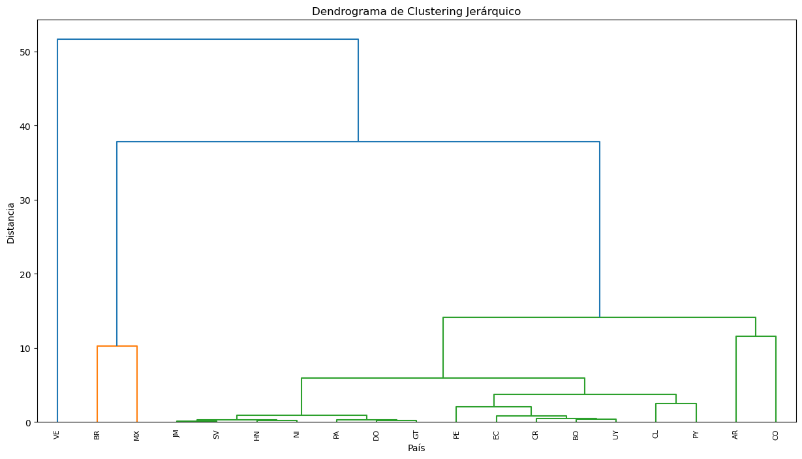 Dendrograma de Clustering Jerárquico
50
40
30
20
10
0
Distancia
VE BR MX JM SV HN NI PA DO GT PE EC CR BO UY CL PY AR CO
País